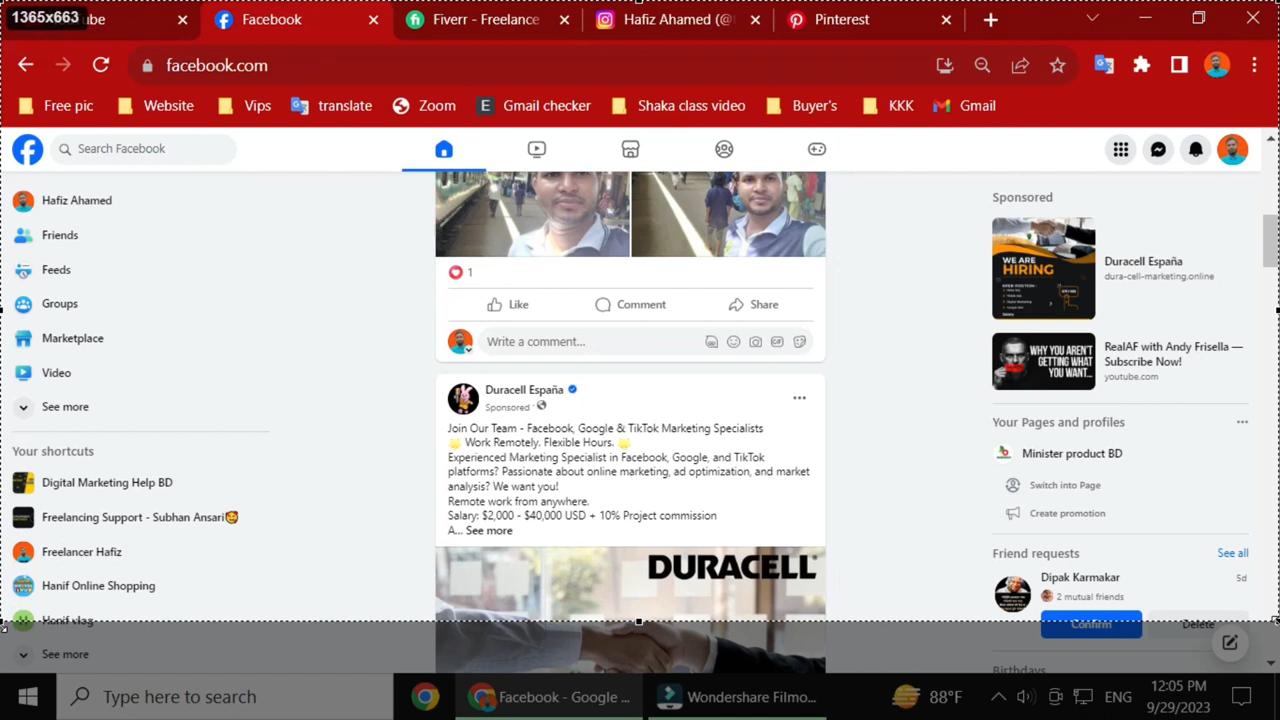 1365x663
ube
Facebook
Fiverr - Freelance
Hafiz Ahamed (@
Pinterest
facebook.com
Free pic
Website
Vips
translate
Zoom
E
Gmail checker
Shaka class video
Buyer's
KKK
Gmail
Search Facebook
Hafiz Ahamed
Friends
Feeds
Groups
Marketplace
Video
See more
Your shortcuts
Digital Marketing Help BD
Freelancing Support - Subhan Ansari🥰
Freelancer Hafiz
Hanif Online Shopping
Hanif vlag
See more
1
Like
Comment
Share
Write a comment...
GIF
Duracell España
Sponsored ·
Join Our Team - Facebook, Google & TikTok Marketing Specialists
🌟 Work Remotely. Flexible Hours. 🌟
Experienced Marketing Specialist in Facebook, Google, and TikTok
platforms? Passionate about online marketing, ad optimization, and market
analysis? We want you!
Remote work from anywhere.
Salary: $2,000 - $40,000 USD + 10% Project commission
A... See more
DURACELL
Sponsored
WE ARE
HIRING
Duracell España
dura-cell-marketing.online
WHY YOU AREN'T
GETTING WHAT
YOU WANT...
RealAF with Andy Frisella —
Subscribe Now!
youtube.com
Your Pages and profiles
Minister product BD
Switch into Page
Create promotion
Friend requests
See all
Dipak Karmakar
5d
2 mutual friends
Confirm
Delete
Birthdays
Type here to search
Facebook - Google ...
Wondershare Filmo...
88°F
ENG
12:05 PM
9/29/2023